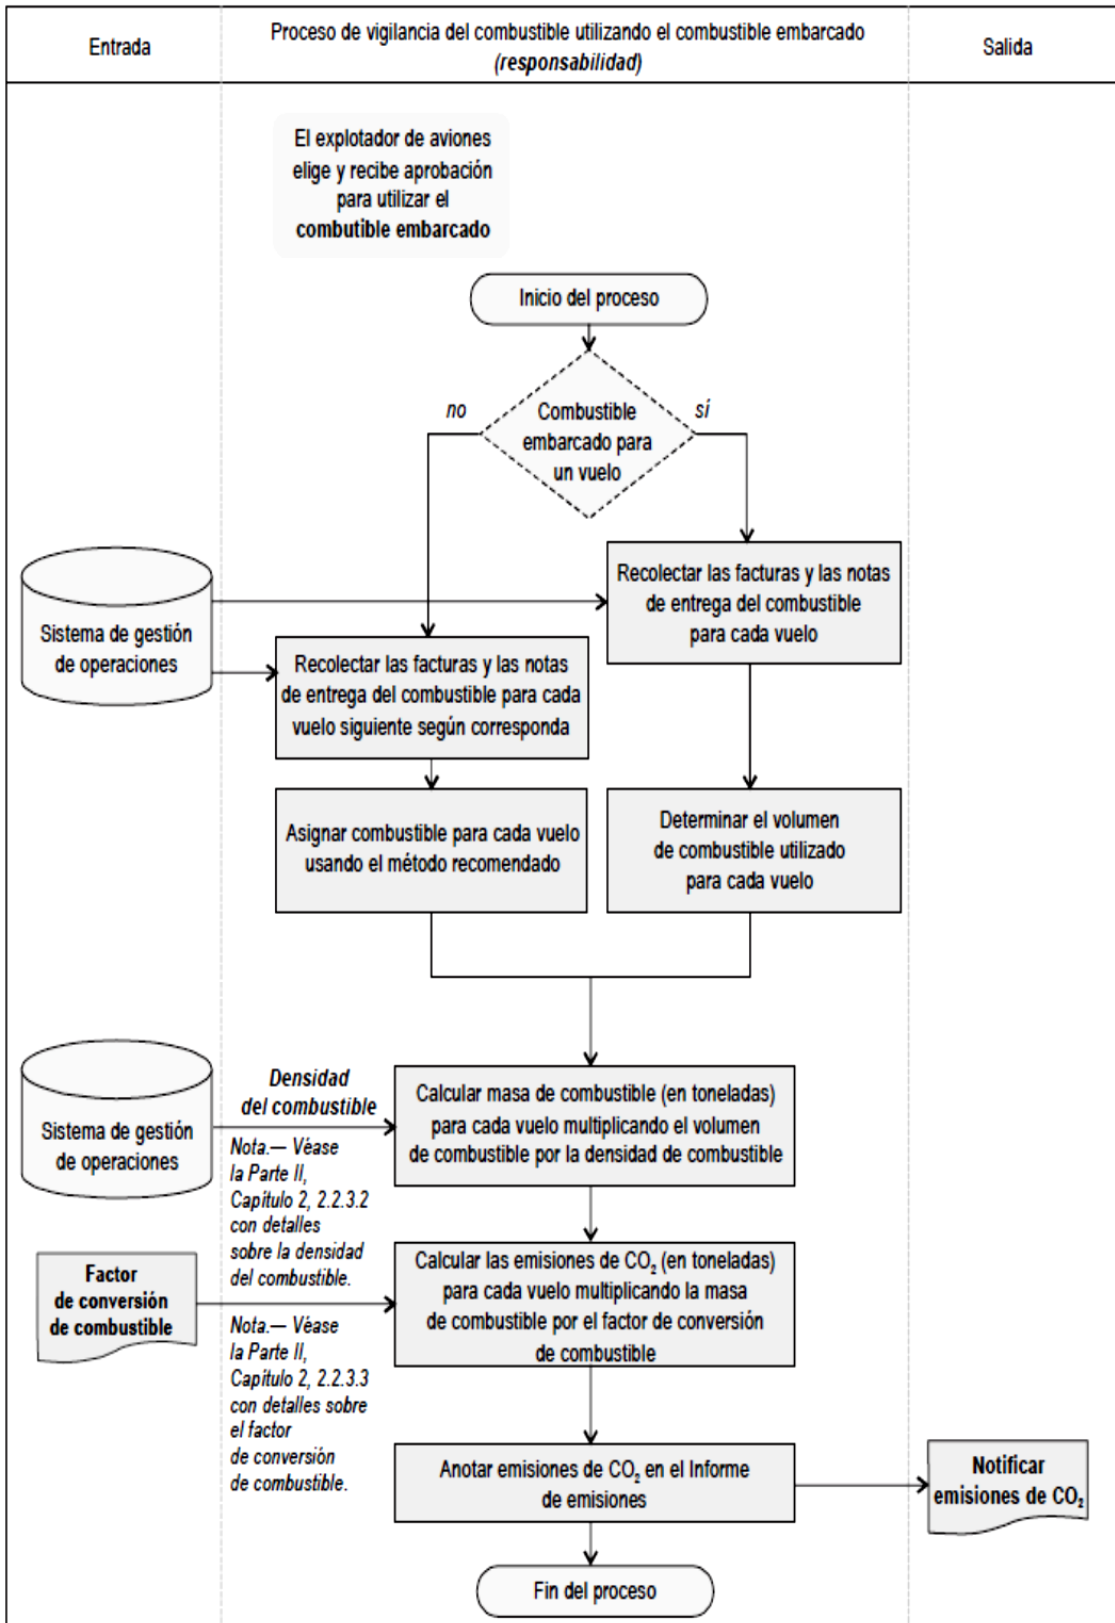 Entrada
Proceso de vigilancia del combustible utilizando el combustible embarcado
(responsabilidad)
Salida
El explotador de aviones
elige y recibe aprobación
para utilizar el
combutible embarcado
Inicio del proceso
no
sí
Combustible
embarcado para
un vuelo
Sistema de gestión
de operaciones
Recolectar las facturas y las notas
de entrega del combustible
para cada vuelo
Recolectar las facturas y las notas
de entrega del combustible para cada
vuelo siguiente según corresponda
Asignar combustible para cada vuelo
usando el método recomendado
Determinar el volumen
de combustible utilizado
para cada vuelo
Sistema de gestión
de operaciones
Densidad
del combustible
Nota.— Véase
la Parte II,
Capítulo 2, 2.2.3.2
con detalles
sobre la densidad
del combustible.
Calcular masa de combustible (en toneladas)
para cada vuelo multiplicando el volumen
de combustible por la densidad de combustible
Factor
de conversión
de combustible
Nota.— Véase
la Parte II,
Capítulo 2, 2.2.3.3
con detalles sobre
el factor
de conversión
de combustible.
Calcular las emisiones de CO₂ (en toneladas)
para cada vuelo multiplicando la masa
de combustible por el factor de conversión
de combustible
Anotar emisiones de CO₂ en el Informe
de emisiones
Notificar
emisiones de CO₂
Fin del proceso